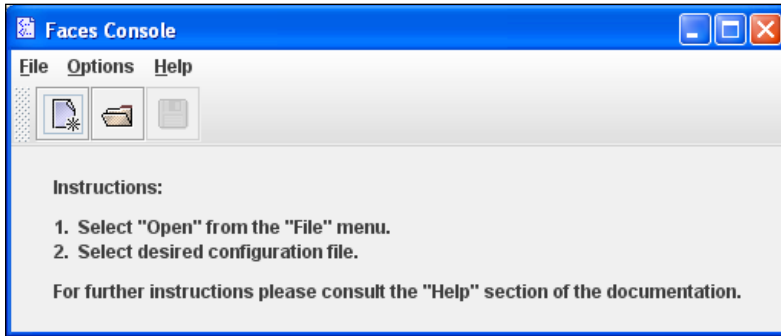 Faces Console
File Options Help
Instructions:
1. Select "Open" from the "File" menu.
2. Select desired configuration file.
For further instructions please consult the "Help" section of the documentation.